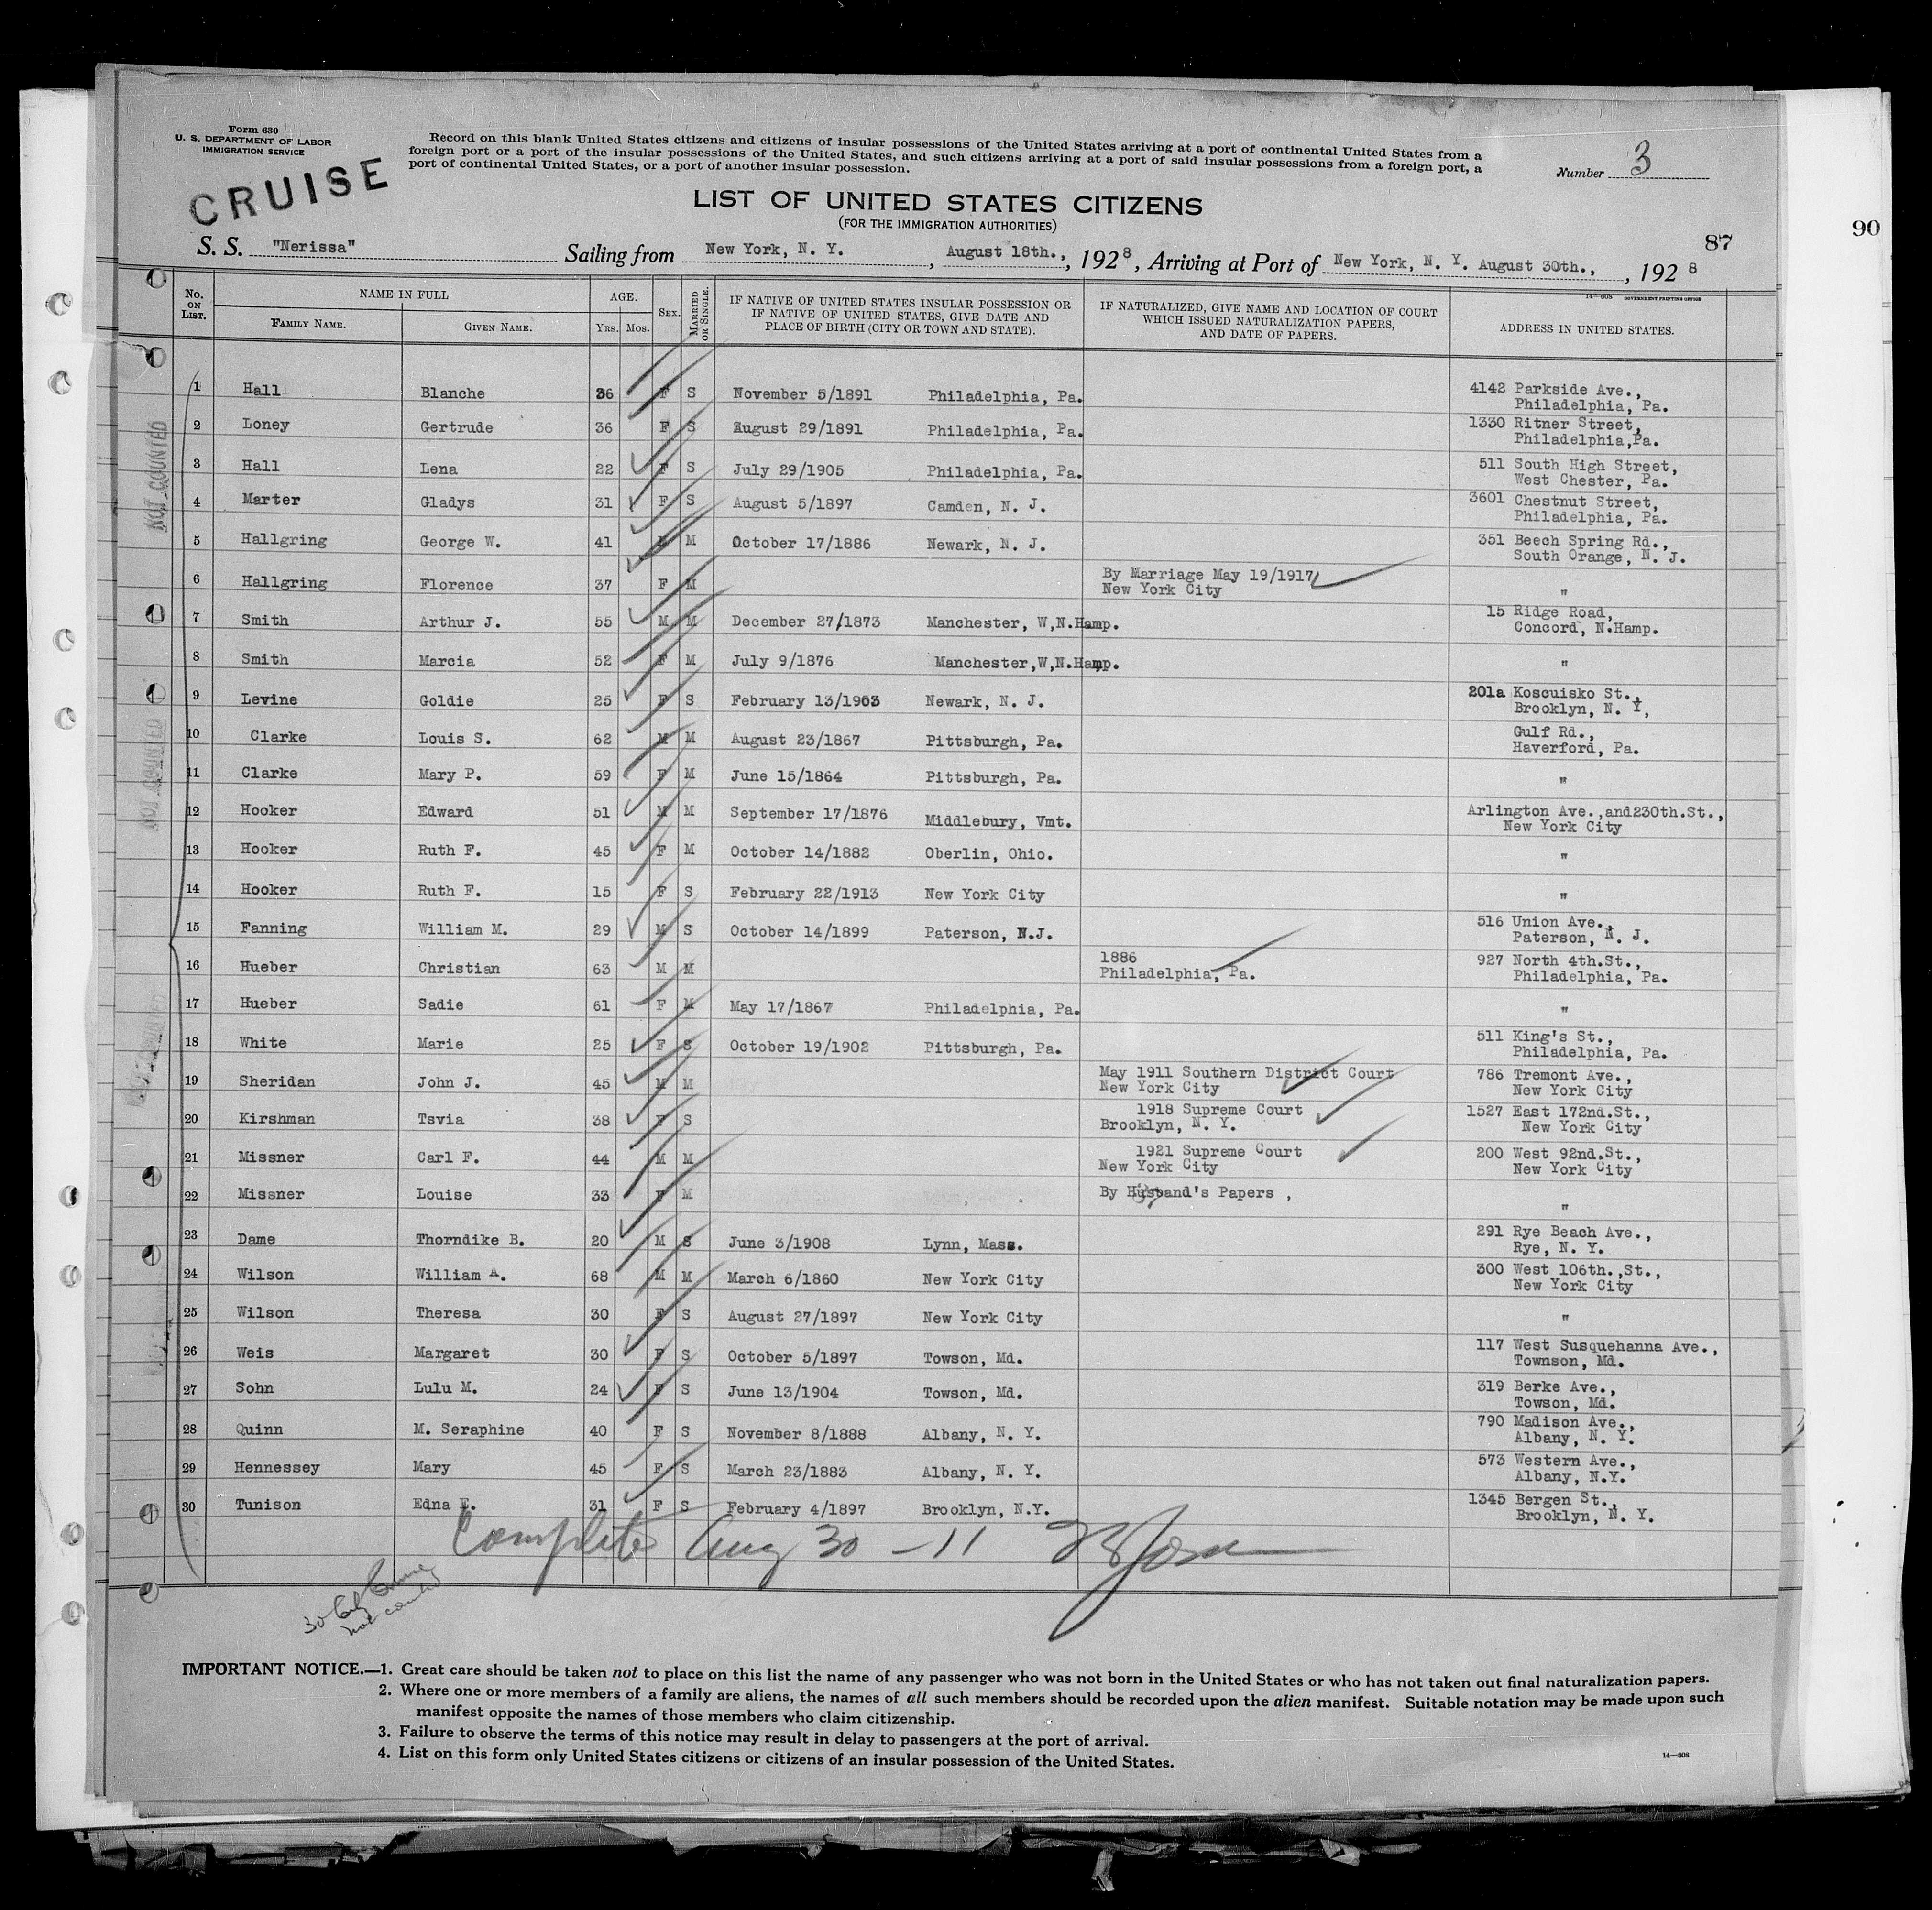 Form 630
U. S. DEPARTMENT OF LABOR
IMMIGRATION SERVICE
CRUISE
Record on this blank United States citizens and citizens of insular possessions of the United States arriving at a port of continental United States from a
foreign port or a port of the insular possessions of the United States, and such citizens arriving at a port of said insular possessions from a foreign port, a
port of continental United States, or a port of another insular possession.
Number 3
LIST OF UNITED STATES CITIZENS
(FOR THE IMMIGRATION AUTHORITIES)
87
90
S. S. "Nerissa" Sailing from New York, N. Y. , August 18th., , 1928 , Arriving at Port of New York, N. Y. August 30th., , 1928
14—608 GOVERNMENT PRINTING OFFICE
No. ON LIST. NAME IN FULL FAMILY NAME. GIVEN NAME. AGE. YRS. MOS. SEX. MARRIED OR SINGLE. IF NATIVE OF UNITED STATES INSULAR POSSESSION OR IF NATIVE OF UNITED STATES, GIVE DATE AND PLACE OF BIRTH (CITY OR TOWN AND STATE). IF NATURALIZED, GIVE NAME AND LOCATION OF COURT WHICH ISSUED NATURALIZATION PAPERS, AND DATE OF PAPERS. ADDRESS IN UNITED STATES.
1 Hall Blanche 36 F S November 5/1891 Philadelphia, Pa. 4142 Parkside Ave.,
Philadelphia, Pa.
2 Loney Gertrude 36 F S August 29/1891 Philadelphia, Pa. 1330 Ritner Street,
Philadelphia,Pa.
3 Hall Lena 22 F S July 29/1905 Philadelphia, Pa. 511 South High Street,
West Chester, Pa.
4 Marter Gladys 31 F S August 5/1897 Camden, N. J. 3601 Chestnut Street,
Philadelphia, Pa.
5 Hallgring George W. 41 M M October 17/1886 Newark, N. J. 351 Beech Spring Rd.,
South Orange, N. J.
6 Hallgring Florence 37 F M By Marriage May 19/1917
New York City "
7 Smith Arthur J. 55 M M December 27/1873 Manchester, W,N.Hamp. 15 Ridge Road,
Concord, N.Hamp.
8 Smith Marcia 52 F M July 9/1876 Manchester,W,N.Hamp. "
9 Levine Goldie 25 F S February 13/1903 Newark, N. J. 201a Koscuisko St.,
Brooklyn, N. Y,
10 Clarke Louis S. 62 M M August 23/1867 Pittsburgh, Pa. Gulf Rd.,
Haverford, Pa.
11 Clarke Mary P. 59 F M June 15/1864 Pittsburgh, Pa. "
12 Hooker Edward 51 M M September 17/1876 Middlebury, Vmt. Arlington Ave.,and230th.St.,
New York City
13 Hooker Ruth F. 45 F M October 14/1882 Oberlin, Ohio. "
14 Hooker Ruth F. 15 F S February 22/1913 New York City "
15 Fanning William M. 29 M S October 14/1899 Paterson, N.J. 516 Union Ave.,
Paterson, N. J.
16 Hueber Christian 63 M M 1886
Philadelphia, Pa. 927 North 4th.St.,
Philadelphia, Pa.
17 Hueber Sadie 61 F M May 17/1867 Philadelphia, Pa. "
18 White Marie 25 F S October 19/1902 Pittsburgh, Pa. 511 King's St.,
Philadelphia, Pa.
19 Sheridan John J. 45 M M May 1911 Southern District Court
New York City 786 Tremont Ave.,
New York City
20 Kirshman Tsvia 38 F S 1918 Supreme Court
Brooklyn, N. Y. 1527 East 172nd.St.,
New York City
21 Missner Carl F. 44 M M 1921 Supreme Court
New York City 200 West 92nd.St.,
New York City
22 Missner Louise 33 F M By Husband's Papers , "
23 Dame Thorndike B. 20 M S June 3/1908 Lynn, Mass. 291 Rye Beach Ave.,
Rye, N. Y.
24 Wilson William A. 68 M M March 6/1860 New York City 300 West 106th.,St.,
New York City
25 Wilson Theresa 30 F S August 27/1897 New York City "
26 Weis Margaret 30 F S October 5/1897 Towson, Md. 117 West Susquehanna Ave.,
Townson, Md.
27 Sohn Lulu M. 24 F S June 13/1904 Towson, Md. 319 Berke Ave.,
Towson, Md.
28 Quinn M. Seraphine 40 F S November 8/1888 Albany, N. Y. 790 Madison Ave.,
Albany, N. Y.
29 Hennessey Mary 45 F S March 23/1883 Albany, N. Y. 573 Western Ave.,
Albany, N.Y.
30 Tunison Edna E. 31 F S February 4/1897 Brooklyn, N.Y. 1345 Bergen St.,
Brooklyn, N. Y.
NOT COUNTED
NOT COUNTED
Complete Aug 30 - 11
30
not counted
IMPORTANT NOTICE.—1. Great care should be taken not to place on this list the name of any passenger who was not born in the United States or who has not taken out final naturalization papers.
2. Where one or more members of a family are aliens, the names of all such members should be recorded upon the alien manifest. Suitable notation may be made upon such
manifest opposite the names of those members who claim citizenship.
3. Failure to observe the terms of this notice may result in delay to passengers at the port of arrival.
4. List on this form only United States citizens or citizens of an insular possession of the United States.
14—608